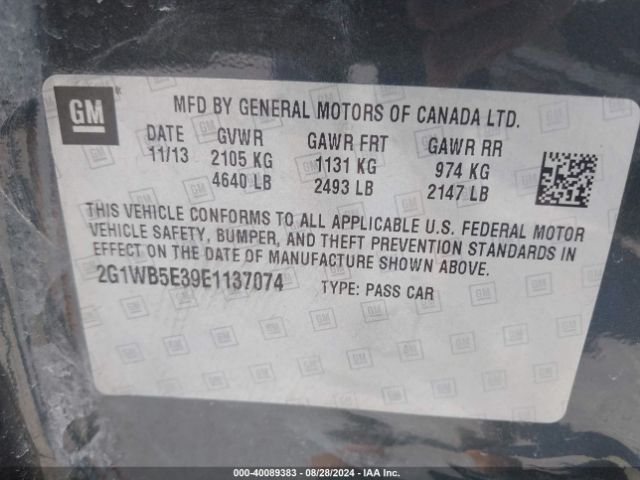 GM
MFD BY GENERAL MOTORS OF CANADA LTD.
DATE GVWR GAWR FRT GAWR RR
11/13 2105 KG 1131 KG 974 KG
4640 LB 2493 LB 2147 LB
THIS VEHICLE CONFORMS TO ALL APPLICABLE U.S. FEDERAL MOTOR
VEHICLE SAFETY, BUMPER, AND THEFT PREVENTION STANDARDS IN
EFFECT ON THE DATE OF MANUFACTURE SHOWN ABOVE.
2G1WB5E39E1137074 TYPE: PASS CAR
000-40089383 | 08/28/2024 | IAA Inc.